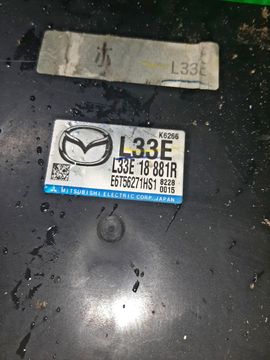 L33E
K6266
L33E
L33E 18 881R
E6T56271HS1 8228
0015
MITSUBISHI ELECTRIC CORP. JAPAN